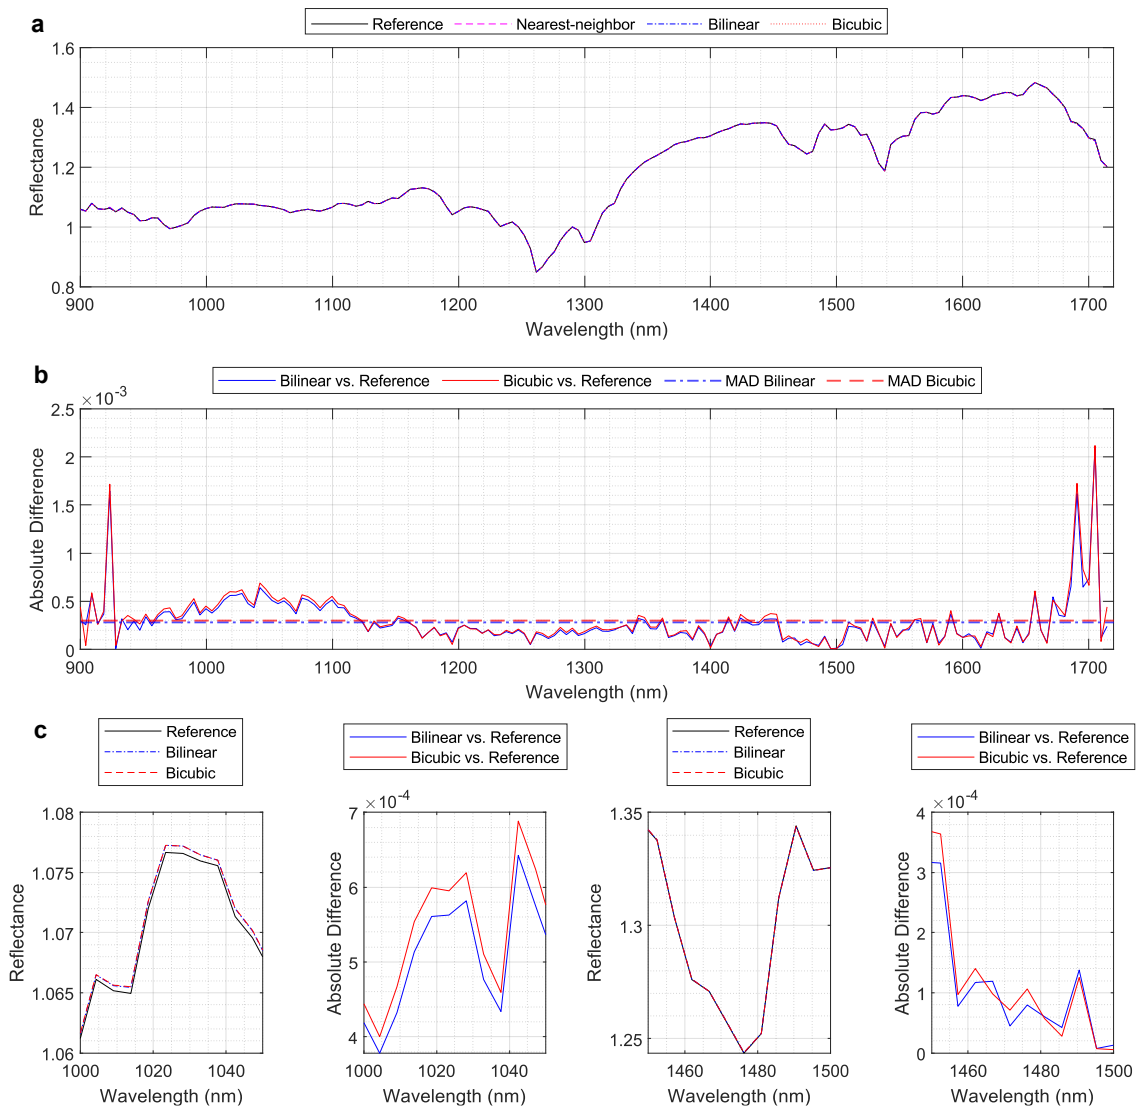 a
Reference Nearest-neighbor Bilinear Bicubic
1.6
1.4
1.2
1
0.8
Reflectance
900 1000 1100 1200 1300 1400 1500 1600 1700
Wavelength (nm)
b
Bilinear vs. Reference Bicubic vs. Reference MAD Bilinear MAD Bicubic
×10-3
2.5
2
1.5
1
0.5
0
Absolute Difference
900 1000 1100 1200 1300 1400 1500 1600 1700
Wavelength (nm)
c
Reference
Bilinear
Bicubic
1.08
1.075
1.07
1.065
1.06
Reflectance
1000 1020 1040
Wavelength (nm)
Bilinear vs. Reference
Bicubic vs. Reference
×10-4
7
6
5
4
Absolute Difference
1000 1020 1040
Wavelength (nm)
Reference
Bilinear
Bicubic
1.35
1.3
1.25
Reflectance
1460 1480 1500
Wavelength (nm)
Bilinear vs. Reference
Bicubic vs. Reference
×10-4
4
3
2
1
0
Absolute Difference
1460 1480 1500
Wavelength (nm)